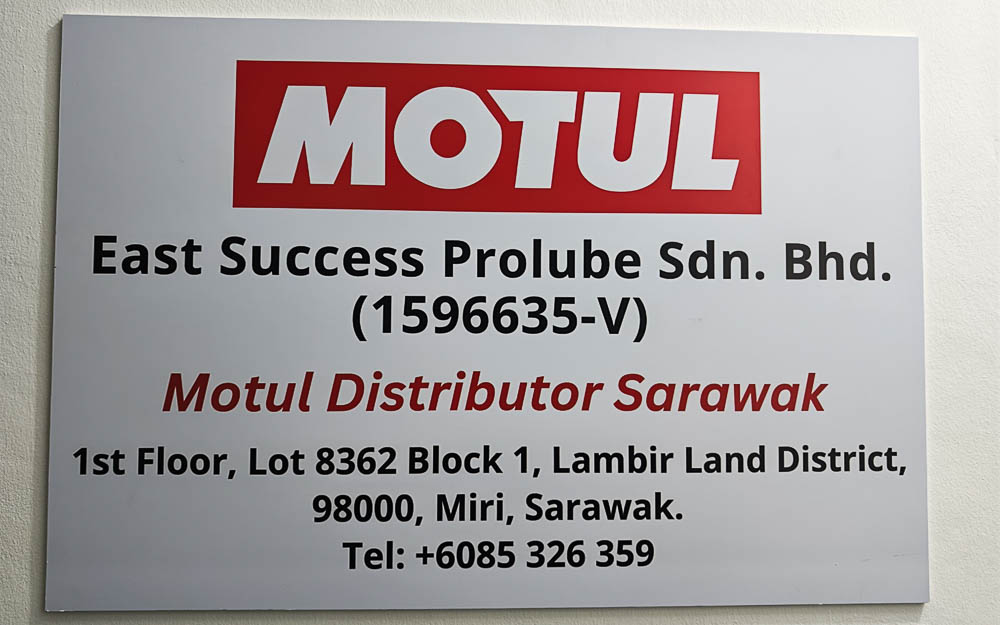 MOTUL
East Success Prolube Sdn. Bhd.
(1596635-V)
Motul Distributor Sarawak
1st Floor, Lot 8362 Block 1, Lambir Land District,
98000, Miri, Sarawak.
Tel: +6085 326 359